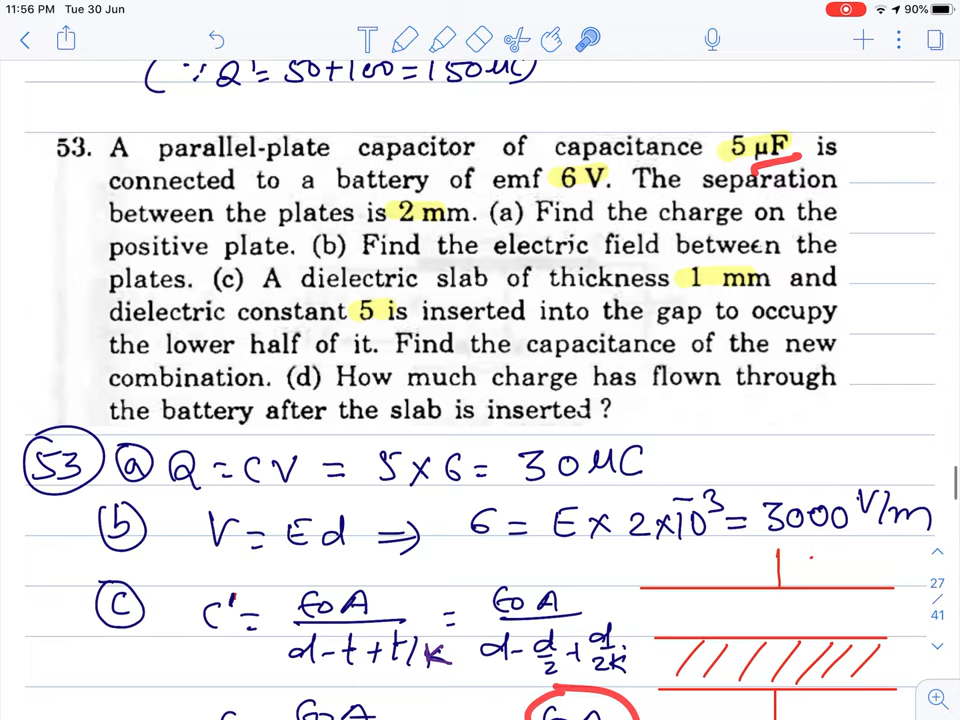 11:56 PM Tue 30 Jun 90%
(∵ Q' = 50+100 = 150 μC)
53. A parallel-plate capacitor of capacitance 5 μF is
connected to a battery of emf 6 V. The separation
between the plates is 2 mm. (a) Find the charge on the
positive plate. (b) Find the electric field between the
plates. (c) A dielectric slab of thickness 1 mm and
dielectric constant 5 is inserted into the gap to occupy
the lower half of it. Find the capacitance of the new
combination. (d) How much charge has flown through
the battery after the slab is inserted ?
53 (a) Q = CV = 5 × 6 = 30 μC
(b) V = Ed ⇒ 6 = E × 2×10⁻³ = 3000 V/m
(c) C' = ε₀A / (d-t+t/k) = ε₀A / (d - d/2 + d/2k)
27
/
41